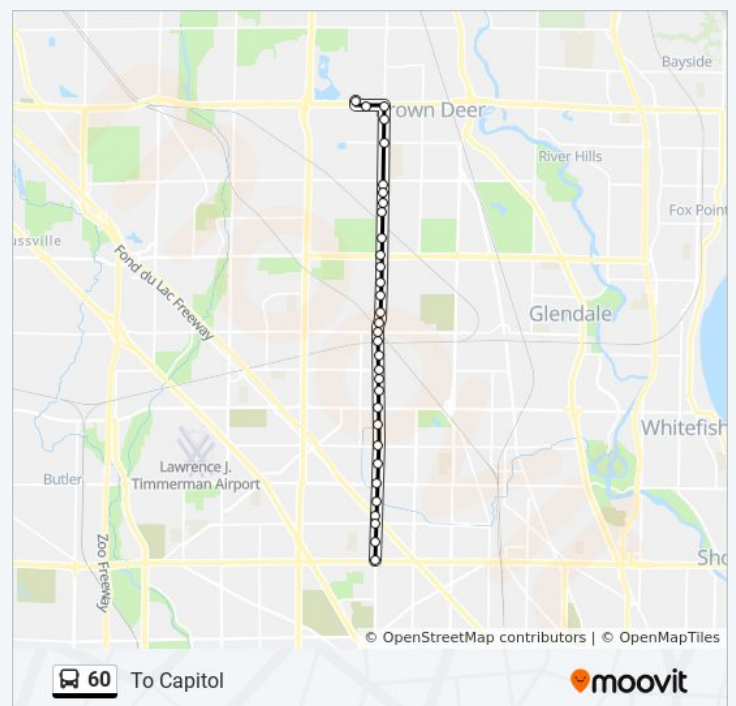 Bayside
rown Deer
River Hills
Fox Point
ussville
Fond du Lac Freeway
Glendale
Whitefish
Lawrence J.
Timmerman Airport
Butler
Zoo Freeway
Sho
© OpenStreetMap contributors | © OpenMapTiles
60 To Capitol
moovit